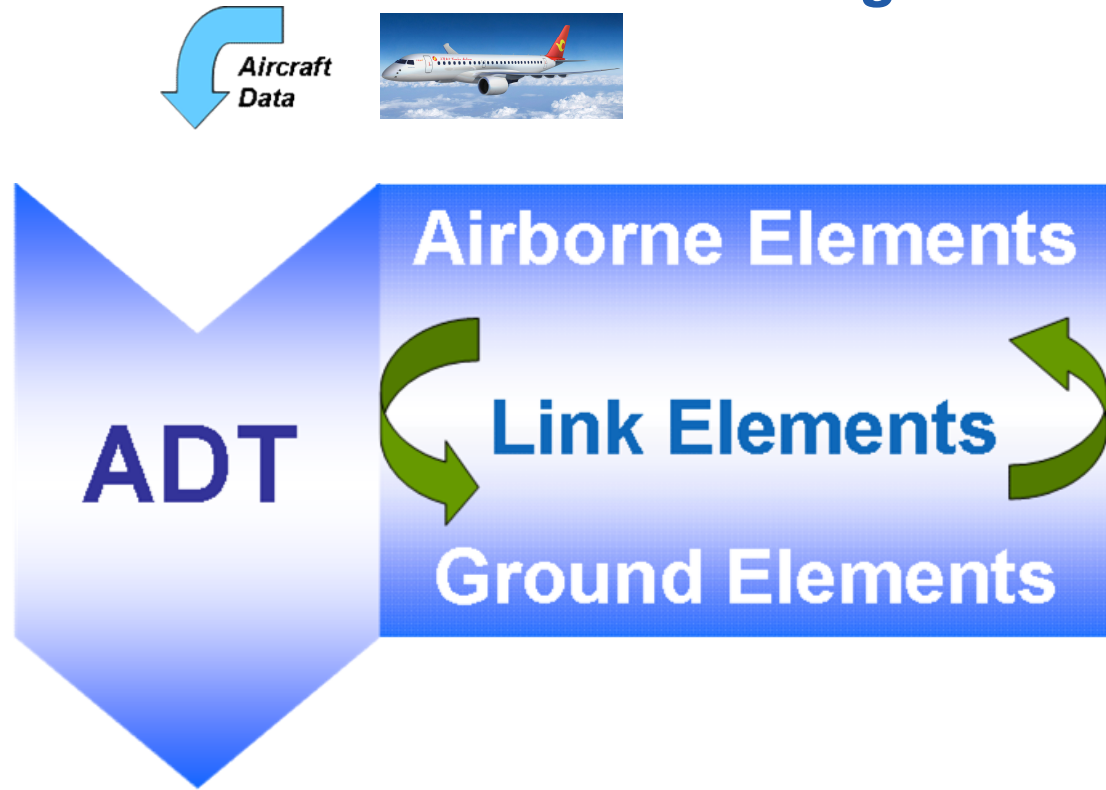 Aircraft
Data
Airborne Elements
ADT
Link Elements
Ground Elements